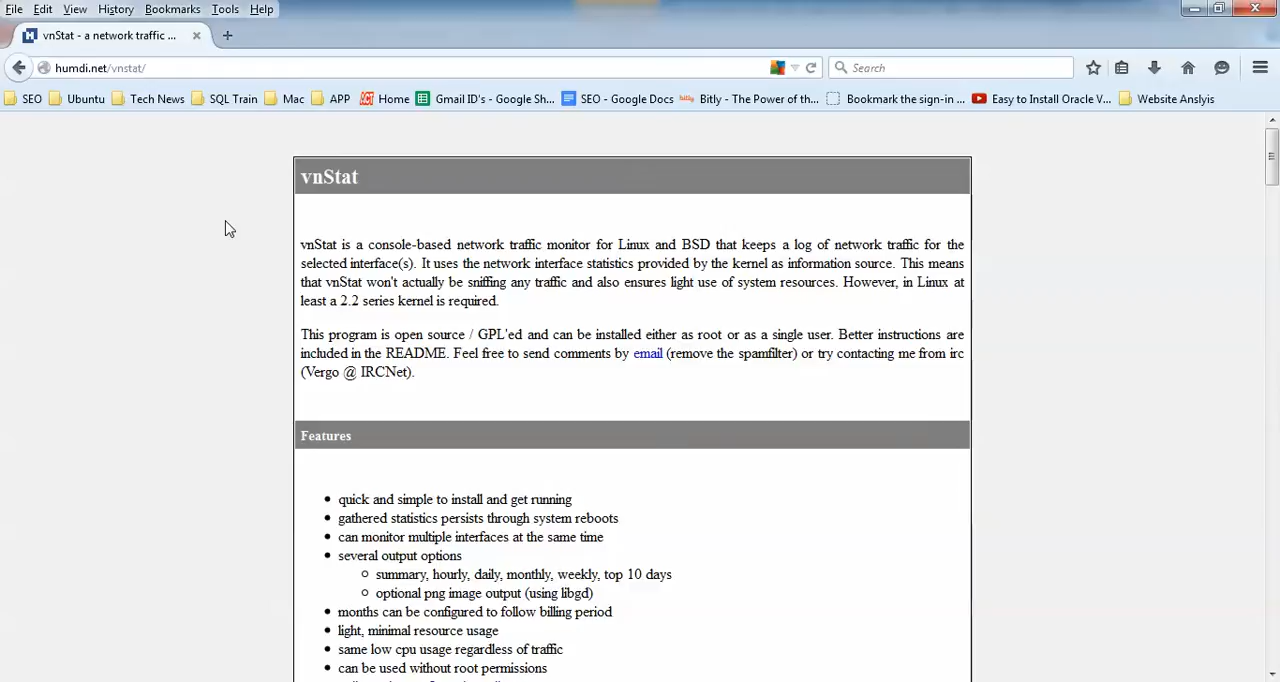 File Edit View History Bookmarks Tools Help
vnStat - a network traffic ...
humdi.net/vnstat/ Search
SEO Ubuntu Tech News SQL Train Mac APP Home Gmail ID's - Google Sh... SEO - Google Docs bitly Bitly - The Power of th... Bookmark the sign-in ... Easy to Install Oracle V... Website Anslyis
vnStat
vnStat is a console-based network traffic monitor for Linux and BSD that keeps a log of network traffic for the
selected interface(s). It uses the network interface statistics provided by the kernel as information source. This means
that vnStat won't actually be sniffing any traffic and also ensures light use of system resources. However, in Linux at
least a 2.2 series kernel is required.
This program is open source / GPL'ed and can be installed either as root or as a single user. Better instructions are
included in the README. Feel free to send comments by email (remove the spamfilter) or try contacting me from irc
(Vergo @ IRCNet).
Features
quick and simple to install and get running
gathered statistics persists through system reboots
can monitor multiple interfaces at the same time
several output options
summary, hourly, daily, monthly, weekly, top 10 days
optional png image output (using libgd)
months can be configured to follow billing period
light, minimal resource usage
same low cpu usage regardless of traffic
can be used without root permissions